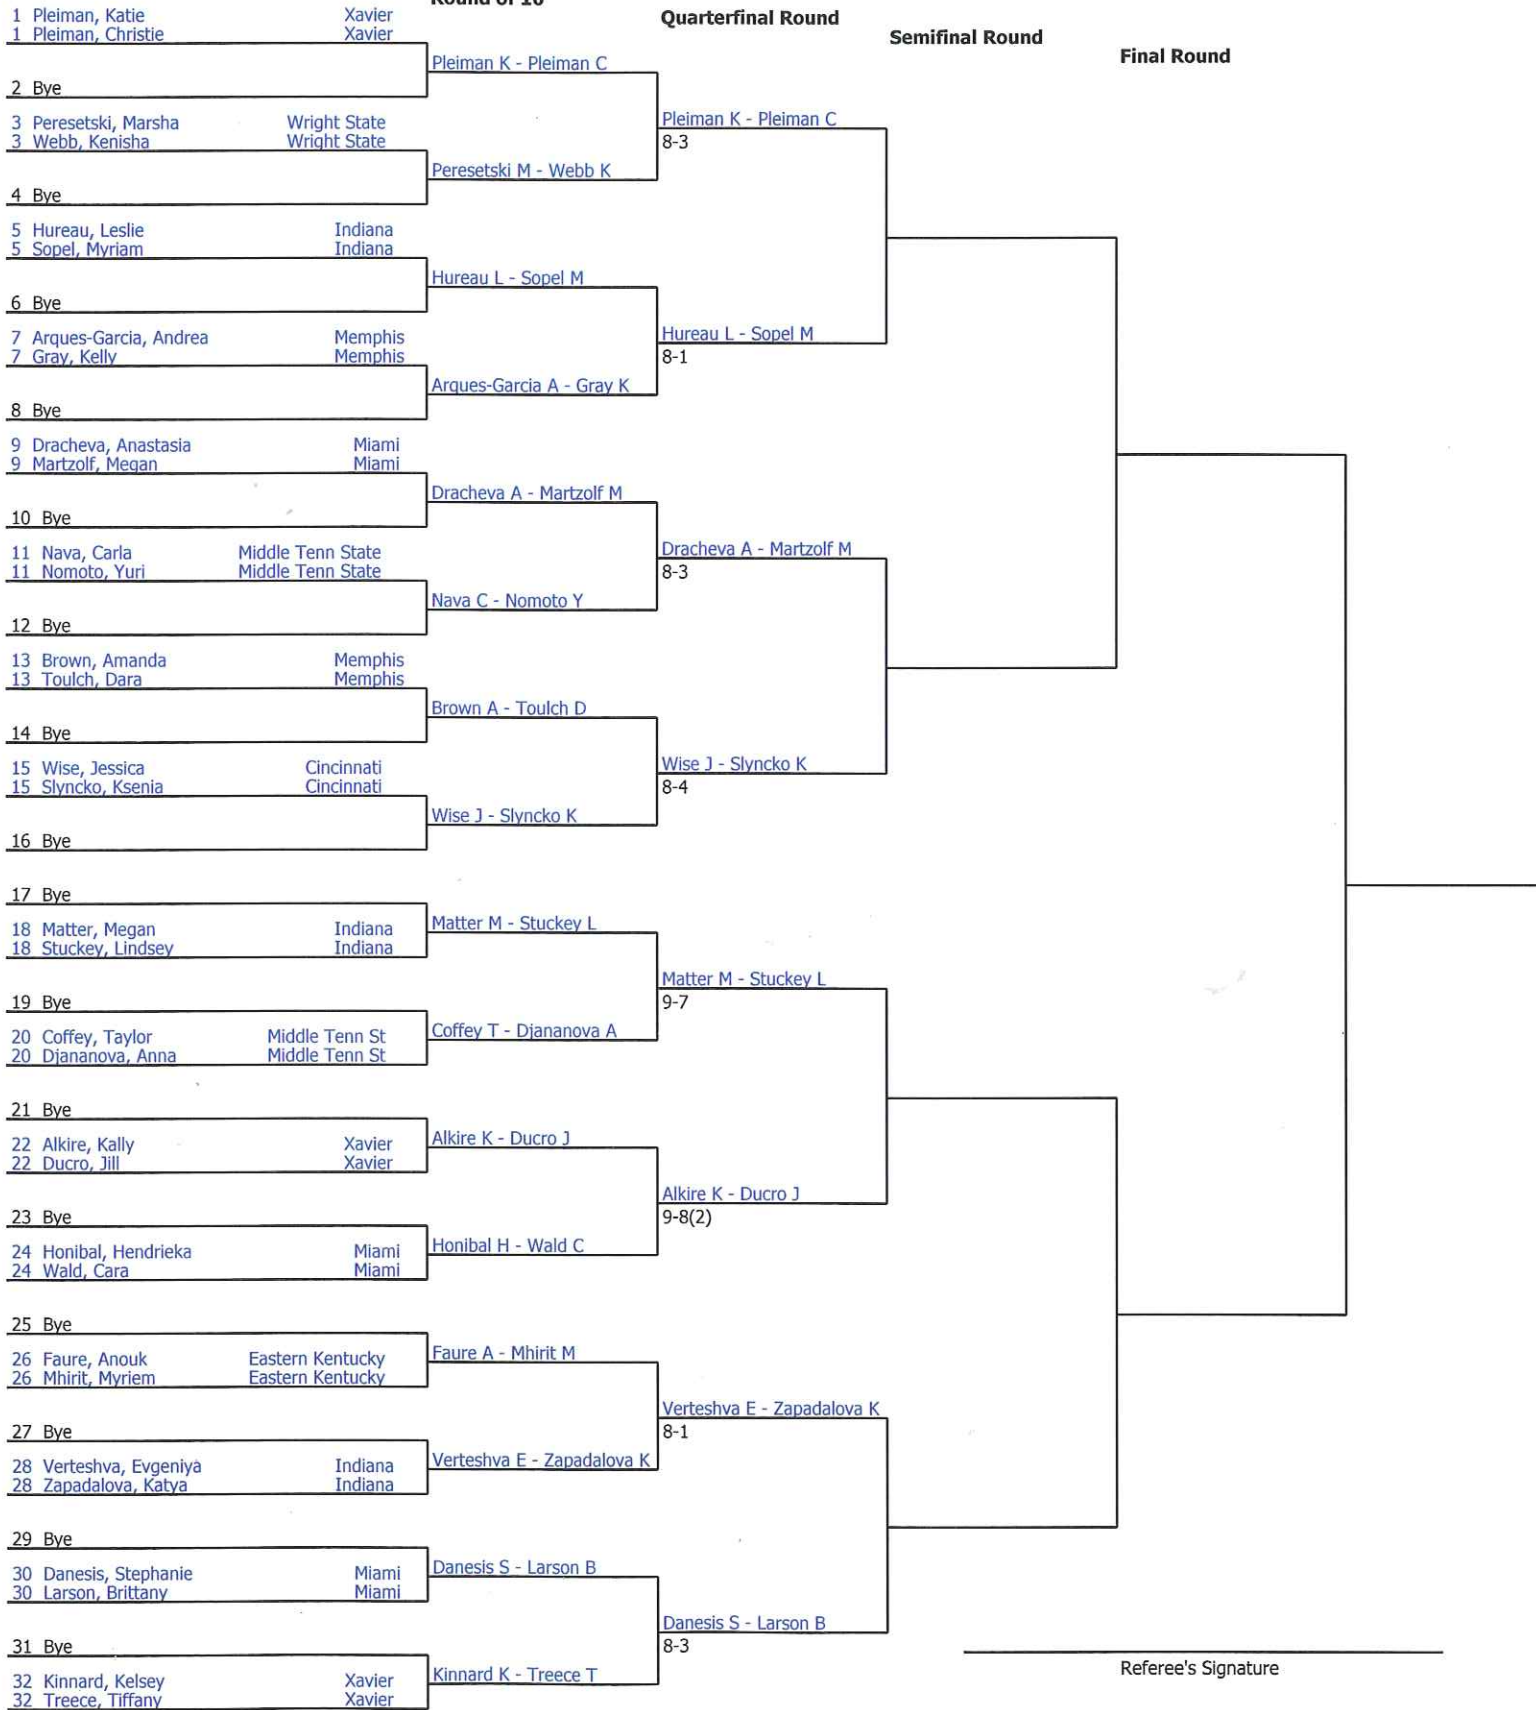 Round of 16
Quarterfinal Round
Semifinal Round
Final Round
1 Pleiman, Katie Xavier
1 Pleiman, Christie Xavier
2 Bye
3 Peresetski, Marsha Wright State
3 Webb, Kenisha Wright State
4 Bye
5 Hureau, Leslie Indiana
5 Sopel, Myriam Indiana
6 Bye
7 Arques-Garcia, Andrea Memphis
7 Gray, Kelly Memphis
8 Bye
9 Dracheva, Anastasia Miami
9 Martzolf, Megan Miami
10 Bye
11 Nava, Carla Middle Tenn State
11 Nomoto, Yuri Middle Tenn State
12 Bye
13 Brown, Amanda Memphis
13 Toulch, Dara Memphis
14 Bye
15 Wise, Jessica Cincinnati
15 Slyncko, Ksenia Cincinnati
16 Bye
17 Bye
18 Matter, Megan Indiana
18 Stuckey, Lindsey Indiana
19 Bye
20 Coffey, Taylor Middle Tenn St
20 Djananova, Anna Middle Tenn St
21 Bye
22 Alkire, Kally Xavier
22 Ducro, Jill Xavier
23 Bye
24 Honibal, Hendrieka Miami
24 Wald, Cara Miami
25 Bye
26 Faure, Anouk Eastern Kentucky
26 Mhirit, Myriem Eastern Kentucky
27 Bye
28 Verteshva, Evgeniya Indiana
28 Zapadalova, Katya Indiana
29 Bye
30 Danesis, Stephanie Miami
30 Larson, Brittany Miami
31 Bye
32 Kinnard, Kelsey Xavier
32 Treece, Tiffany Xavier
Pleiman K - Pleiman C
Peresetski M - Webb K
Hureau L - Sopel M
Arques-Garcia A - Gray K
Dracheva A - Martzolf M
Nava C - Nomoto Y
Brown A - Toulch D
Wise J - Slyncko K
Matter M - Stuckey L
Coffey T - Djananova A
Alkire K - Ducro J
Honibal H - Wald C
Faure A - Mhirit M
Verteshva E - Zapadalova K
Danesis S - Larson B
Kinnard K - Treece T
Pleiman K - Pleiman C
8-3
Hureau L - Sopel M
8-1
Dracheva A - Martzolf M
8-3
Wise J - Slyncko K
8-4
Matter M - Stuckey L
9-7
Alkire K - Ducro J
9-8(2)
Verteshva E - Zapadalova K
8-1
Danesis S - Larson B
8-3
Referee's Signature